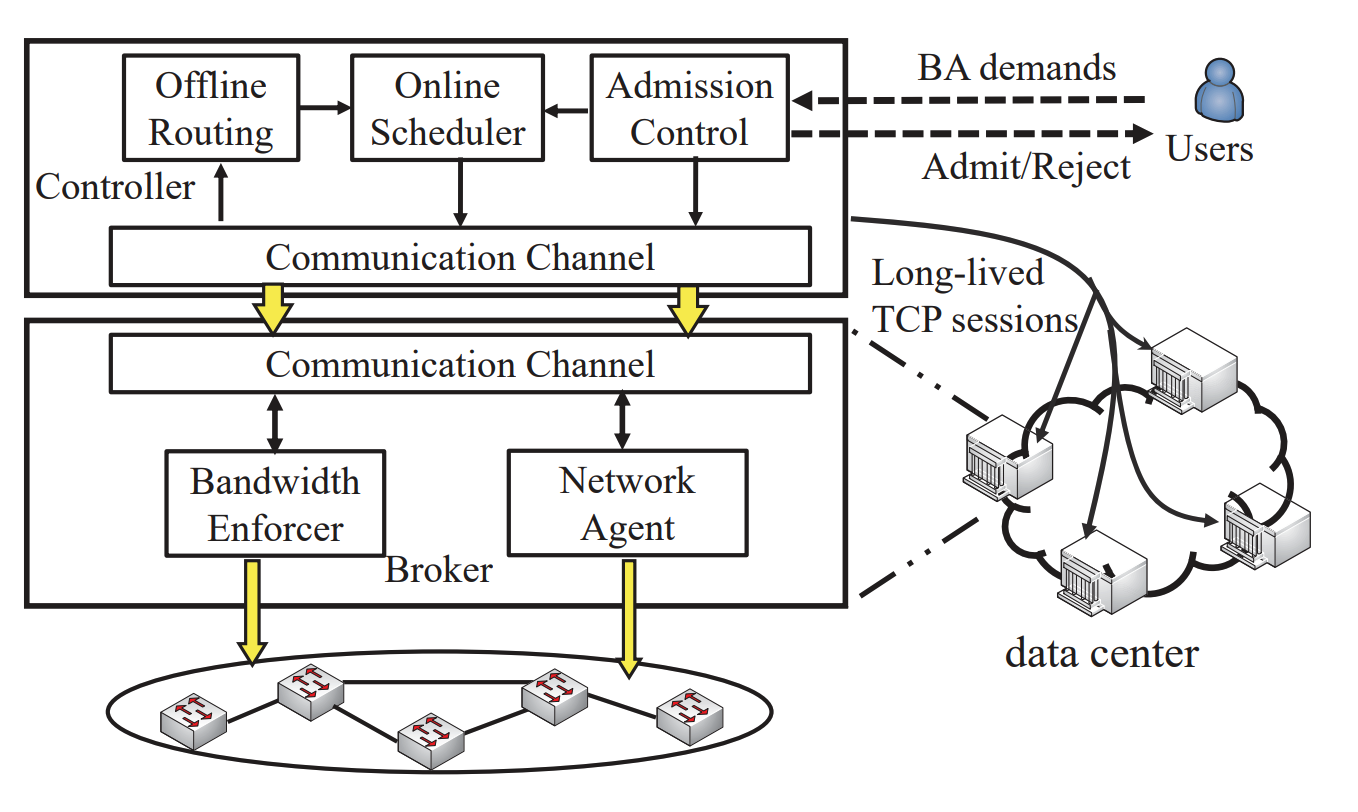 Offline
Routing
Online
Scheduler
Admission
Control
BA demands
Admit/Reject
Users
Controller
Communication Channel
Long-lived
TCP sessions
Communication Channel
Bandwidth
Enforcer
Network
Agent
Broker
data center